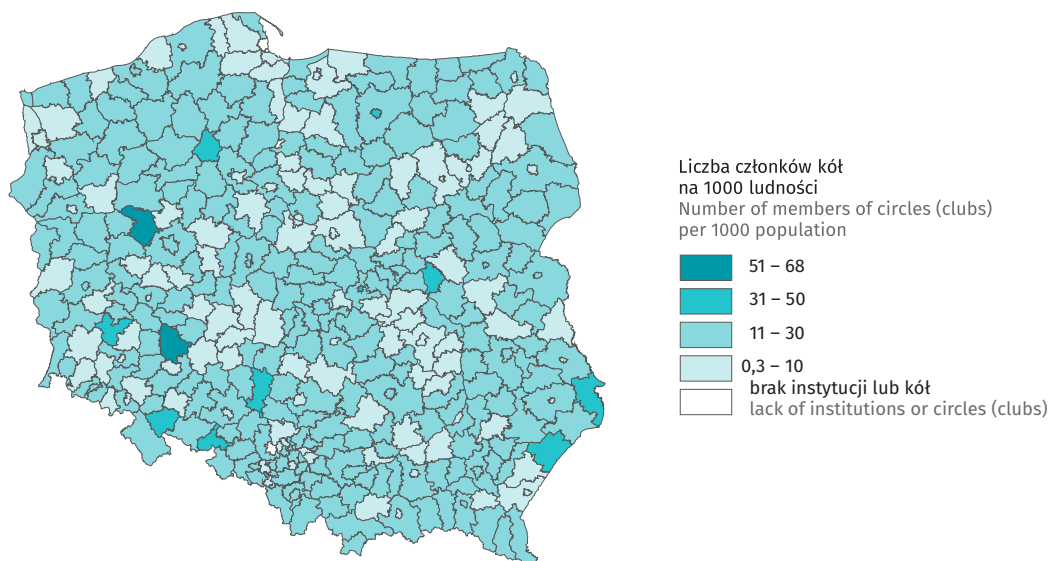 Liczba członków kół
na 1000 ludności
Number of members of circles (clubs)
per 1000 population
51 – 68
31 – 50
11 – 30
0,3 – 10
brak instytucji lub kół
lack of institutions or circles (clubs)